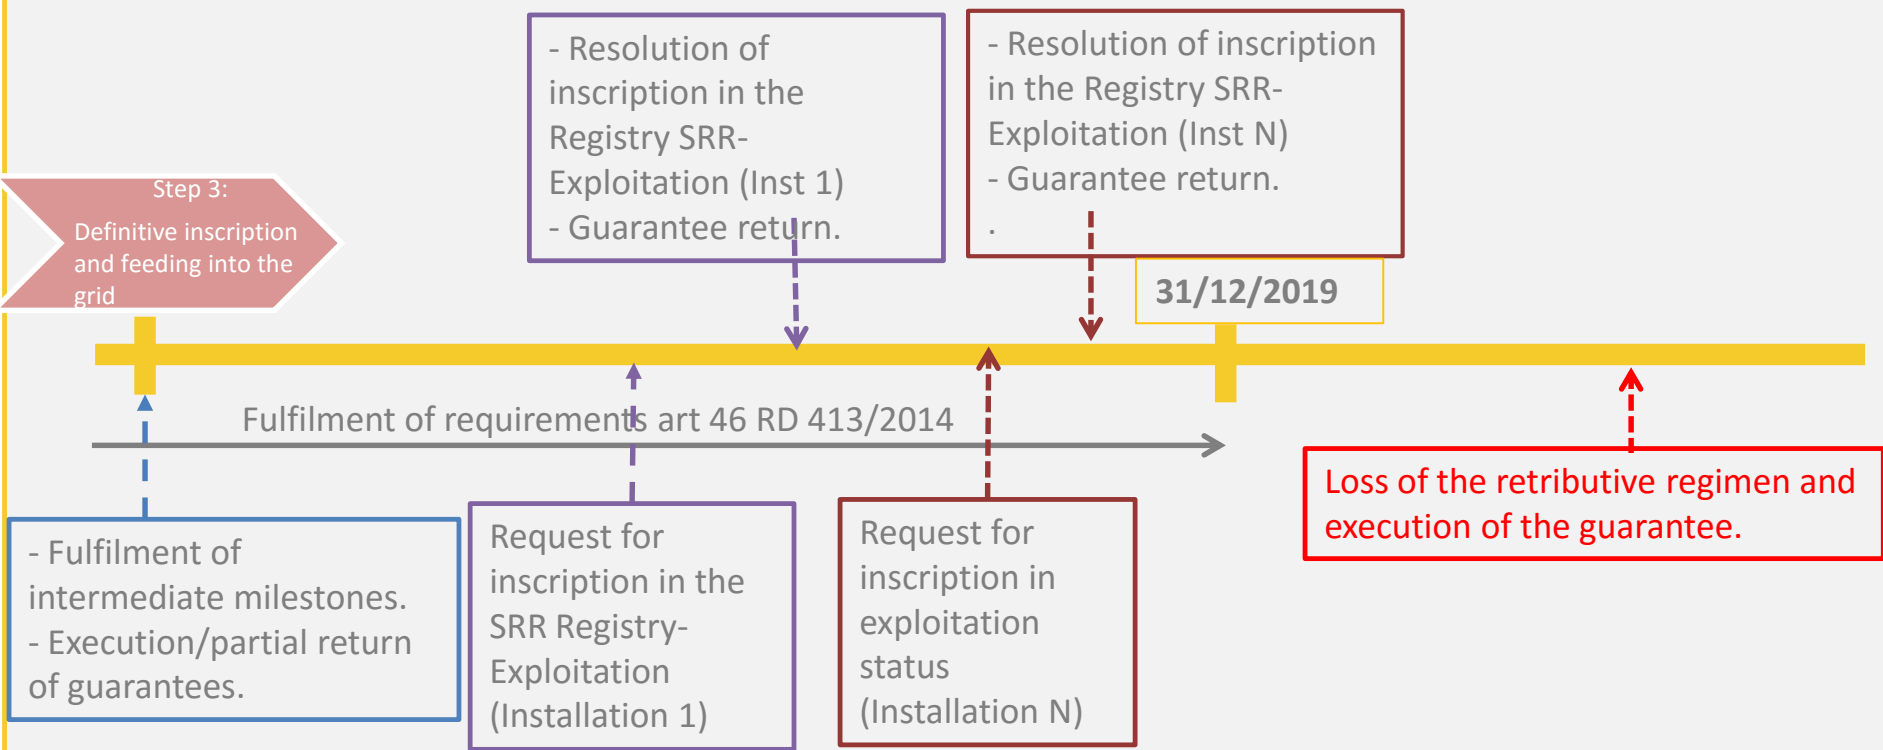 - Resolution of
inscription in the
Registry SRR-
Exploitation (Inst 1)
- Guarantee return.
- Resolution of inscription
in the Registry SRR-
Exploitation (Inst N)
- Guarantee return.
.
Step 3:
Definitive inscription
and feeding into the
grid
31/12/2019
Fulfilment of requirements art 46 RD 413/2014
- Fulfilment of
intermediate milestones.
- Execution/partial return
of guarantees.
Request for
inscription in the
SRR Registry-
Exploitation
(Installation 1)
Request for
inscription in
exploitation
status
(Installation N)
Loss of the retributive regimen and
execution of the guarantee.